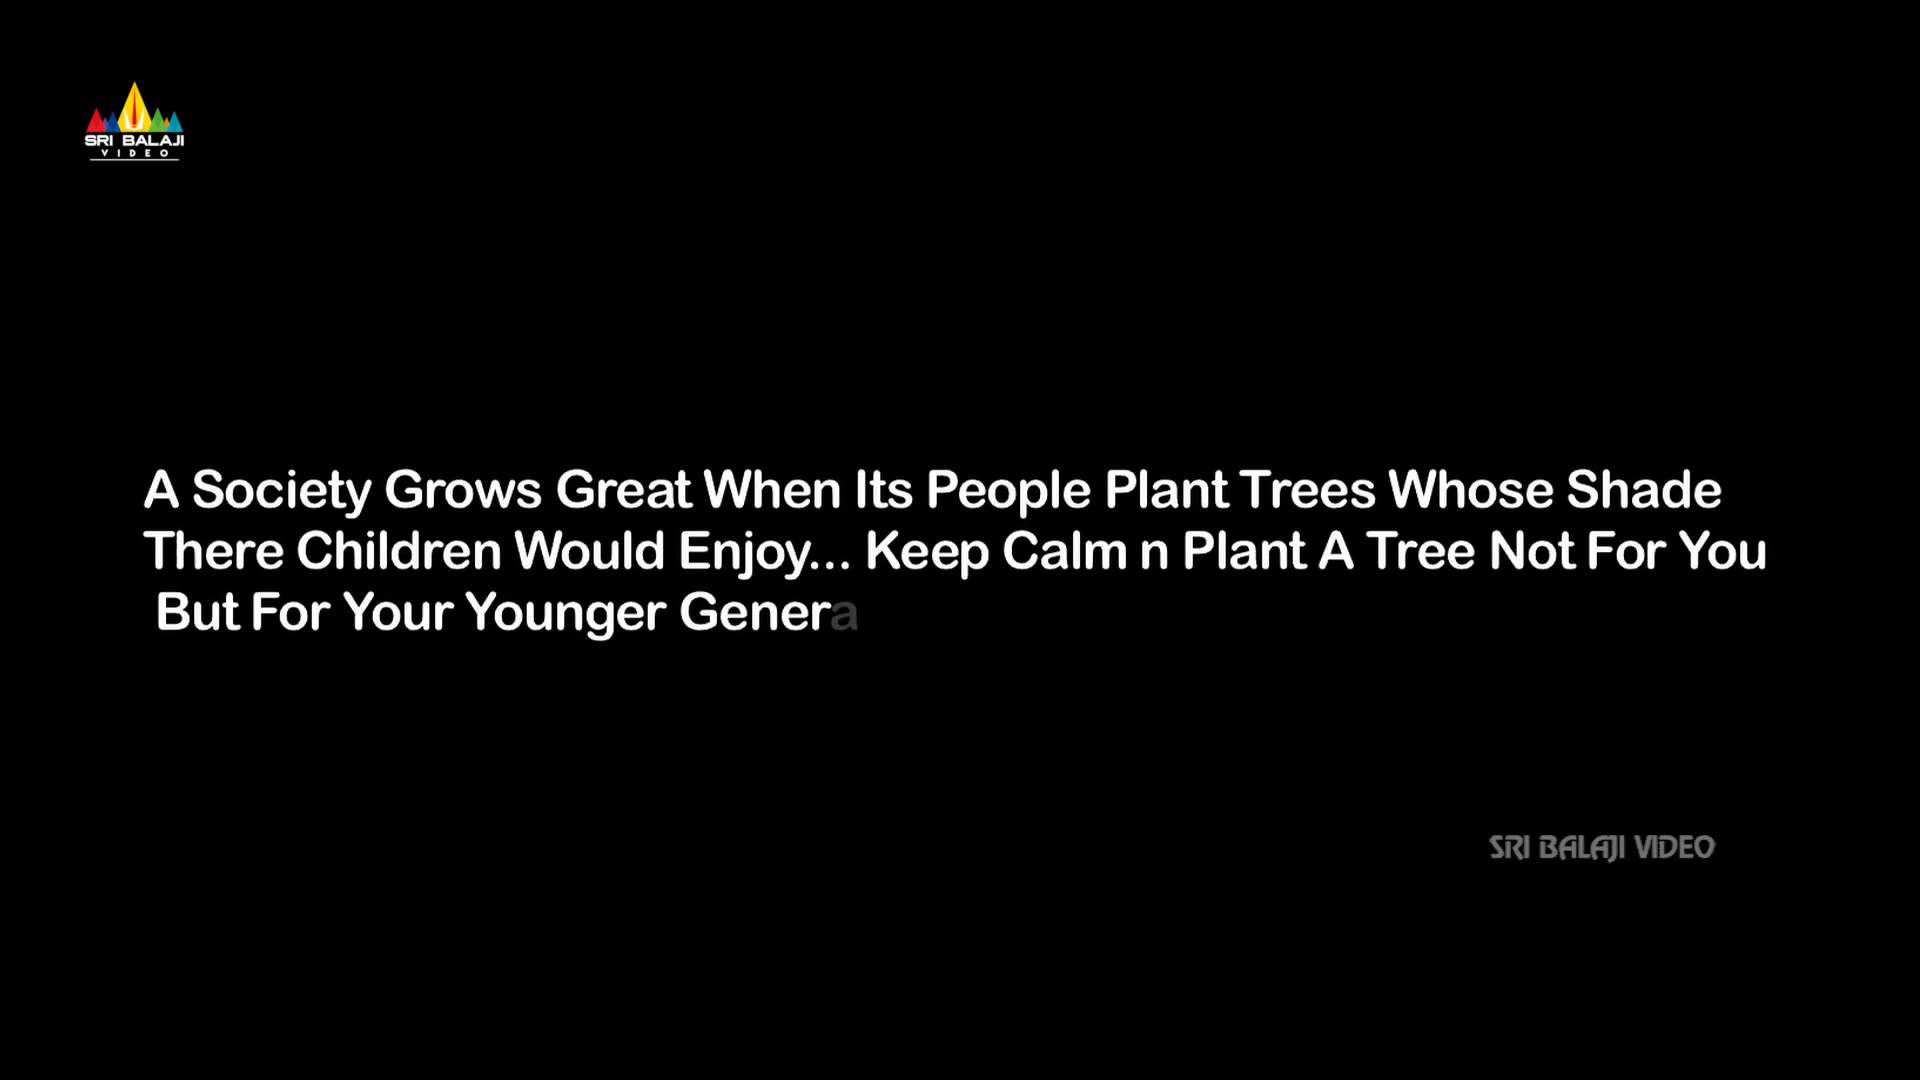 SRI BALAJI
VIDEO
A Society Grows Great When Its People Plant Trees Whose Shade
There Children Would Enjoy... Keep Calm n Plant A Tree Not For You
But For Your Younger Genera
SRI BALAJI VIDEO